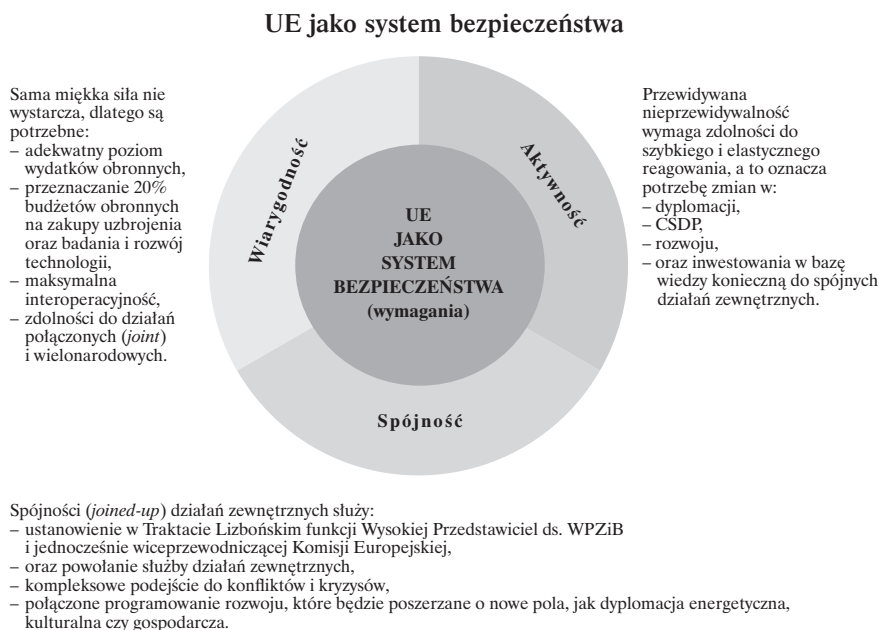 UE jako system bezpieczeństwa
Sama miękka siła nie
wystarcza, dlatego są
potrzebne:
– adekwatny poziom
wydatków obronnych,
– przeznaczanie 20%
budżetów obronnych
na zakupy uzbrojenia
oraz badania i rozwój
technologii,
– maksymalna
interoperacyjność,
– zdolności do działań
połączonych (joint)
i wielonarodowych.
Wiarygodność
Aktywność
Spójność
UE
JAKO
SYSTEM
BEZPIECZEŃSTWA
(wymagania)
Przewidywana
nieprzewidywalność
wymaga zdolności do
szybkiego i elastycznego
reagowania, a to oznacza
potrzebę zmian w:
– dyplomacji,
– CSDP,
– rozwoju,
– oraz inwestowania w bazę
wiedzy konieczną do spójnych
działań zewnętrznych.
Spójności (joined-up) działań zewnętrznych służy:
– ustanowienie w Traktacie Lizbońskim funkcji Wysokiej Przedstawiciel ds. WPZiB
i jednocześnie wiceprzewodniczącej Komisji Europejskiej,
– oraz powołanie służby działań zewnętrznych,
– kompleksowe podejście do konfliktów i kryzysów,
– połączone programowanie rozwoju, które będzie poszerzane o nowe pola, jak dyplomacja energetyczna,
kulturalna czy gospodarcza.